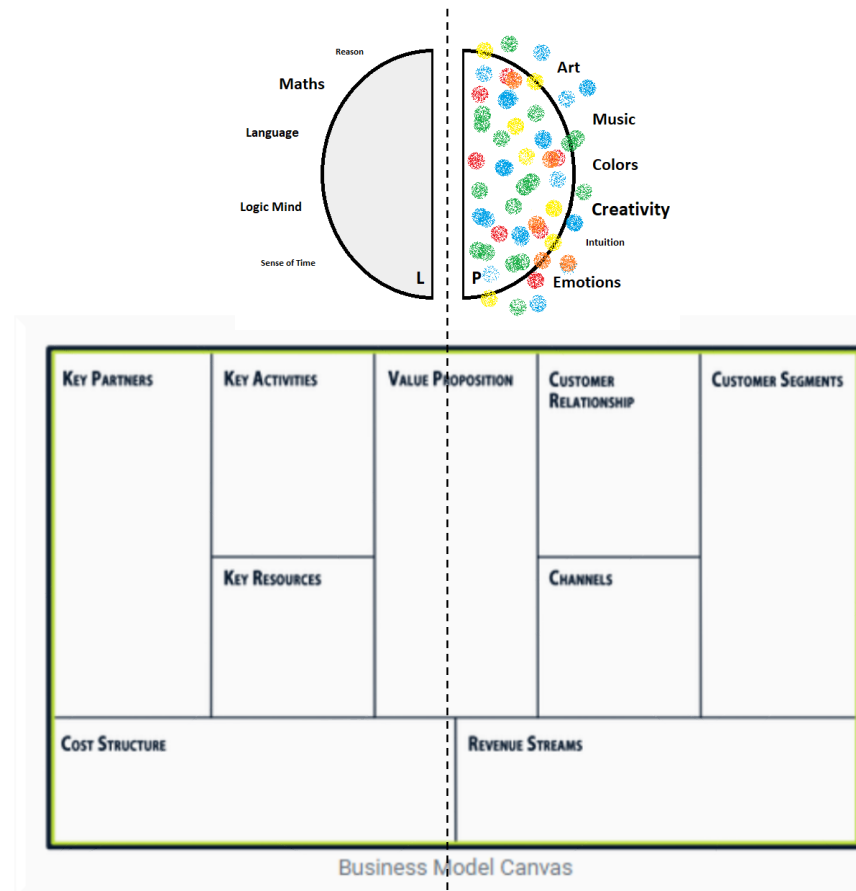 Reason
Maths
Language
Logic Mind
Sense of Time
L
P
Art
Music
Colors
Creativity
Intuition
Emotions
KEY PARTNERS
KEY ACTIVITIES
VALUE PROPOSITION
CUSTOMER
RELATIONSHIP
CUSTOMER SEGMENTS
KEY RESOURCES
CHANNELS
COST STRUCTURE
REVENUE STREAMS
Business Model Canvas